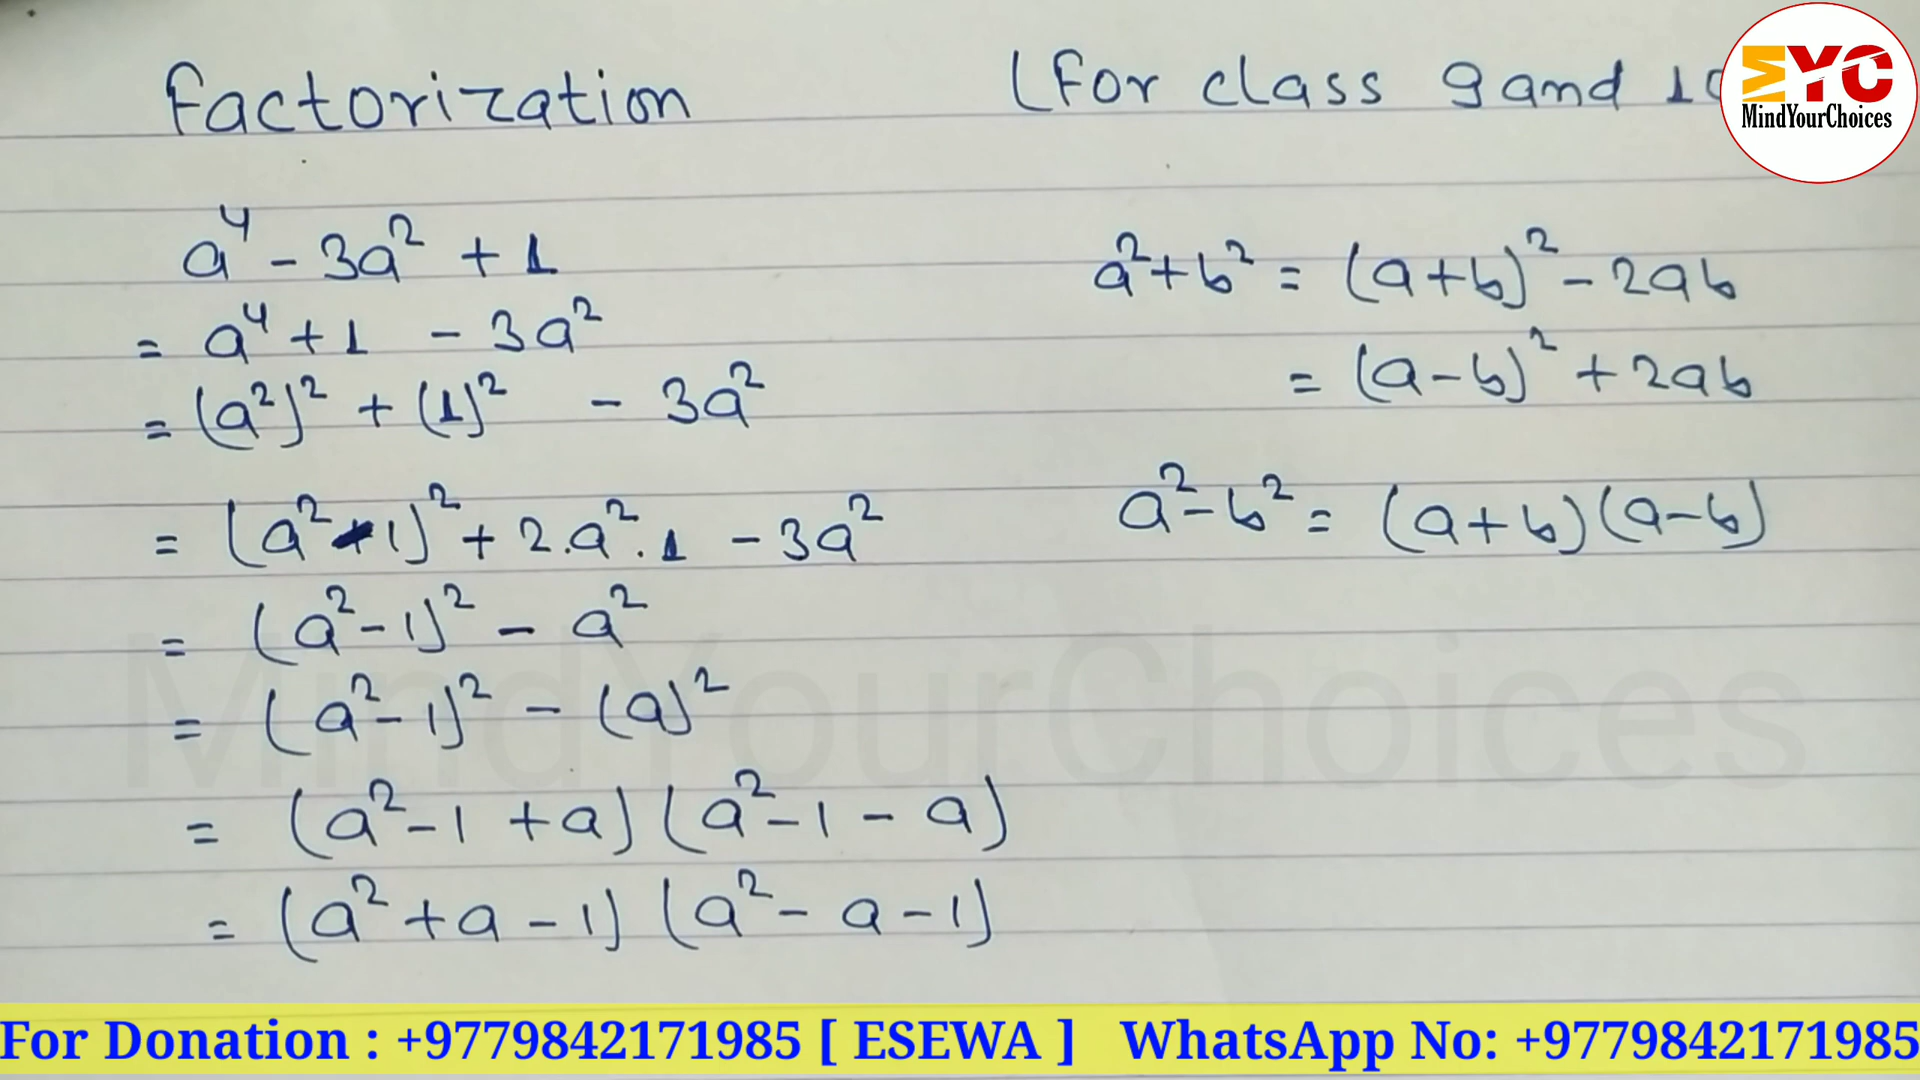 Factorization (For class 9 and 10
MYC
MindYourChoices
a⁴ - 3a² + 1
= a⁴ + 1 - 3a²
= (a²)² + (1)² - 3a²
= (a² - 1)² + 2.a².1 - 3a²
= (a² - 1)² - a²
= (a² - 1)² - (a)²
= (a² - 1 + a) (a² - 1 - a)
= (a² + a - 1) (a² - a - 1)
a² + b² = (a + b)² - 2ab
= (a - b)² + 2ab
a² - b² = (a + b) (a - b)
MindYourChoices
For Donation : +9779842171985 [ ESEWA ] WhatsApp No: +9779842171985